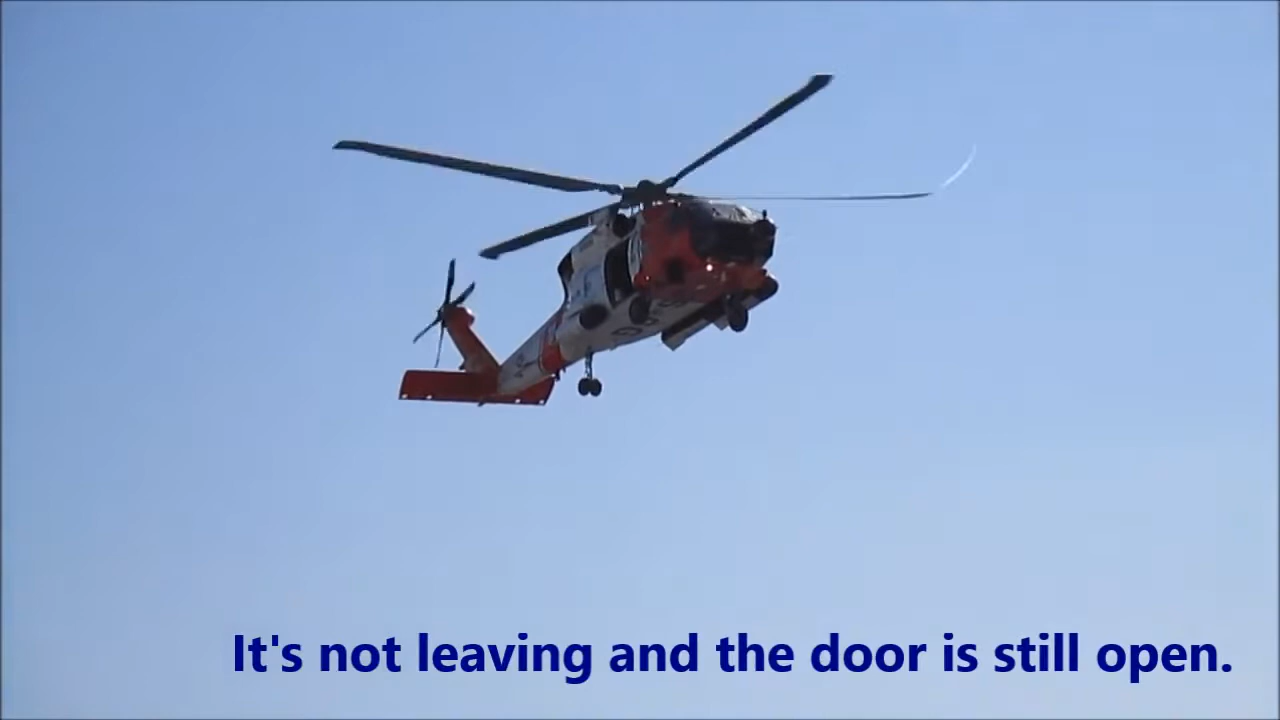 It's not leaving and the door is still open.